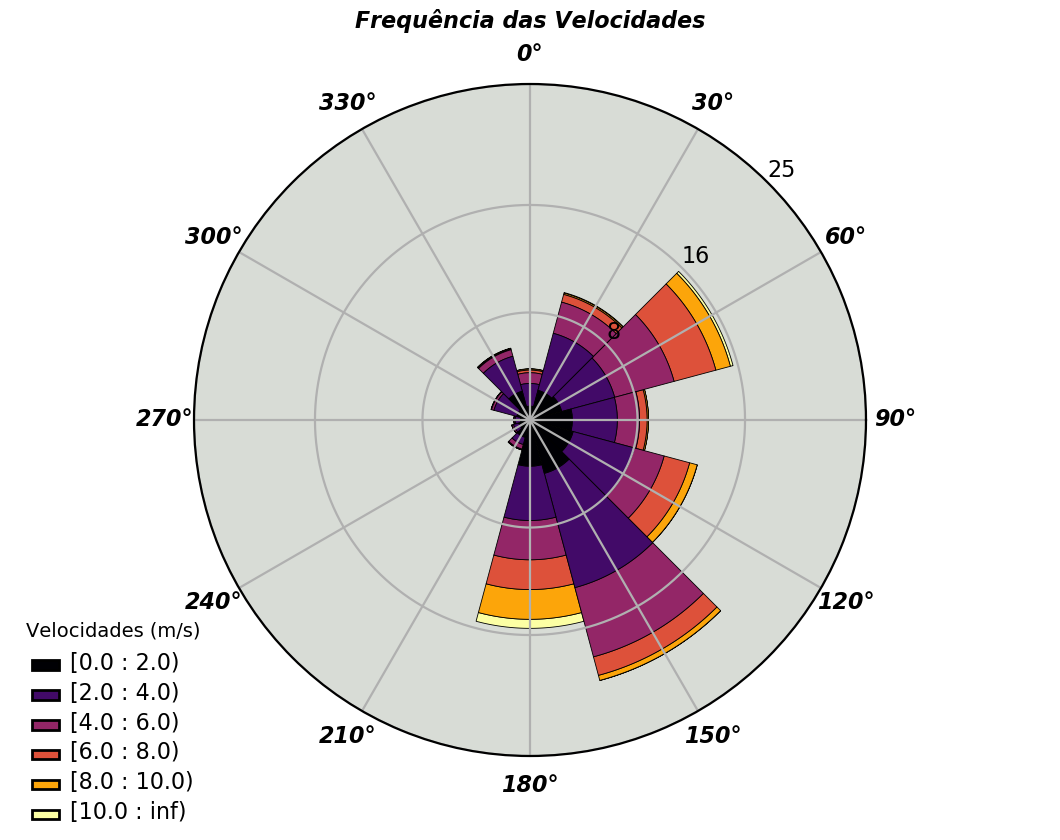 Frequência das Velocidades
0°
330°
30°
25
300°
60°
16
8
270°
90°
240°
120°
210°
150°
180°
Velocidades (m/s)
[0.0 : 2.0)
[2.0 : 4.0)
[4.0 : 6.0)
[6.0 : 8.0)
[8.0 : 10.0)
[10.0 : inf)